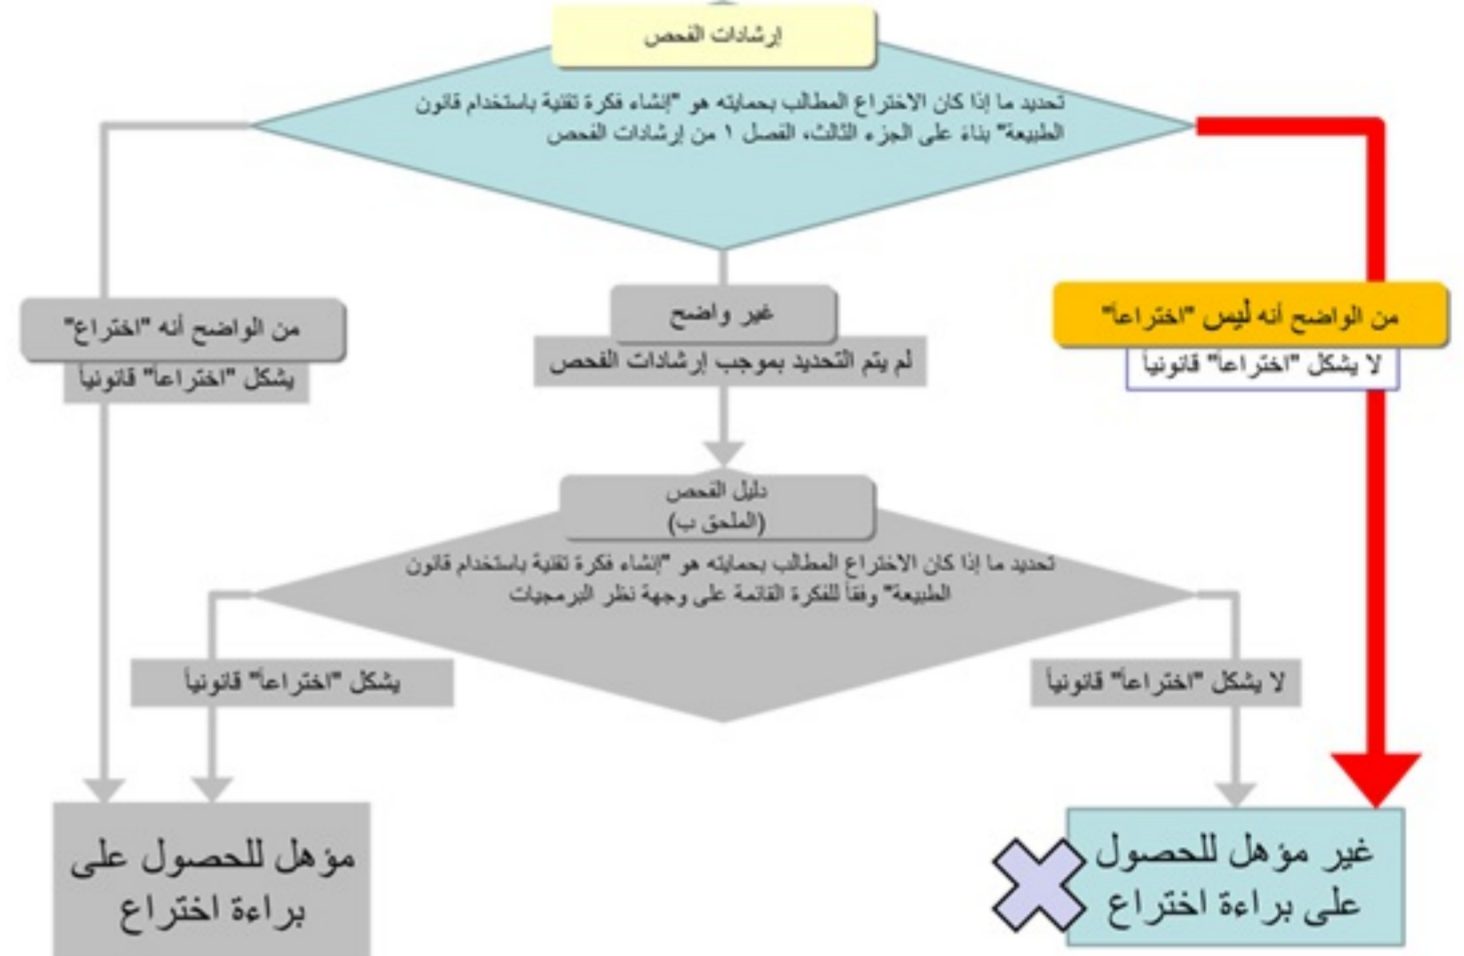 إرشادات الفحص
تحديد ما إذا كان الاختراع المطالب بحمايته هو "إنشاء فكرة تقنية باستخدام قانون
الطبيعة" بناءً على الجزء الثالث، الفصل ١ من إرشادات الفحص
من الواضح أنه ليس "اختراعاً"
لا يشكل "اختراعاً" قانونياً
غير واضح
لم يتم التحديد بموجب إرشادات الفحص
من الواضح أنه "اختراع"
يشكل "اختراعاً" قانونياً
دليل الفحص
(الملحق ب)
تحديد ما إذا كان الاختراع المطالب بحمايته هو "إنشاء فكرة تقنية باستخدام قانون
الطبيعة" وفقاً للفكرة القائمة على وجهة نظر البرمجيات
لا يشكل "اختراعاً" قانونياً
يشكل "اختراعاً" قانونياً
غير مؤهل للحصول
على براءة اختراع
مؤهل للحصول على
براءة اختراع